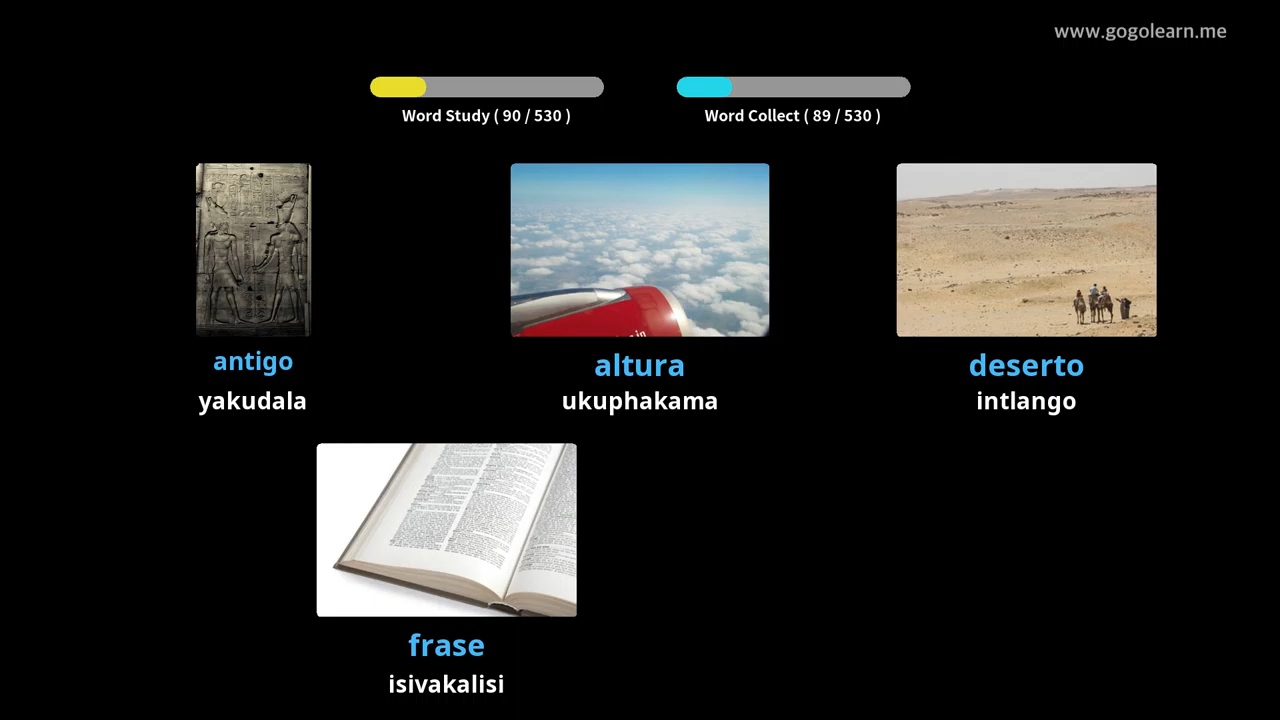 www.gogolearn.me
Word Study ( 90 / 530 )
Word Collect ( 89 / 530 )
antigo
yakudala
altura
ukuphakama
deserto
intlango
frase
isivakalisi